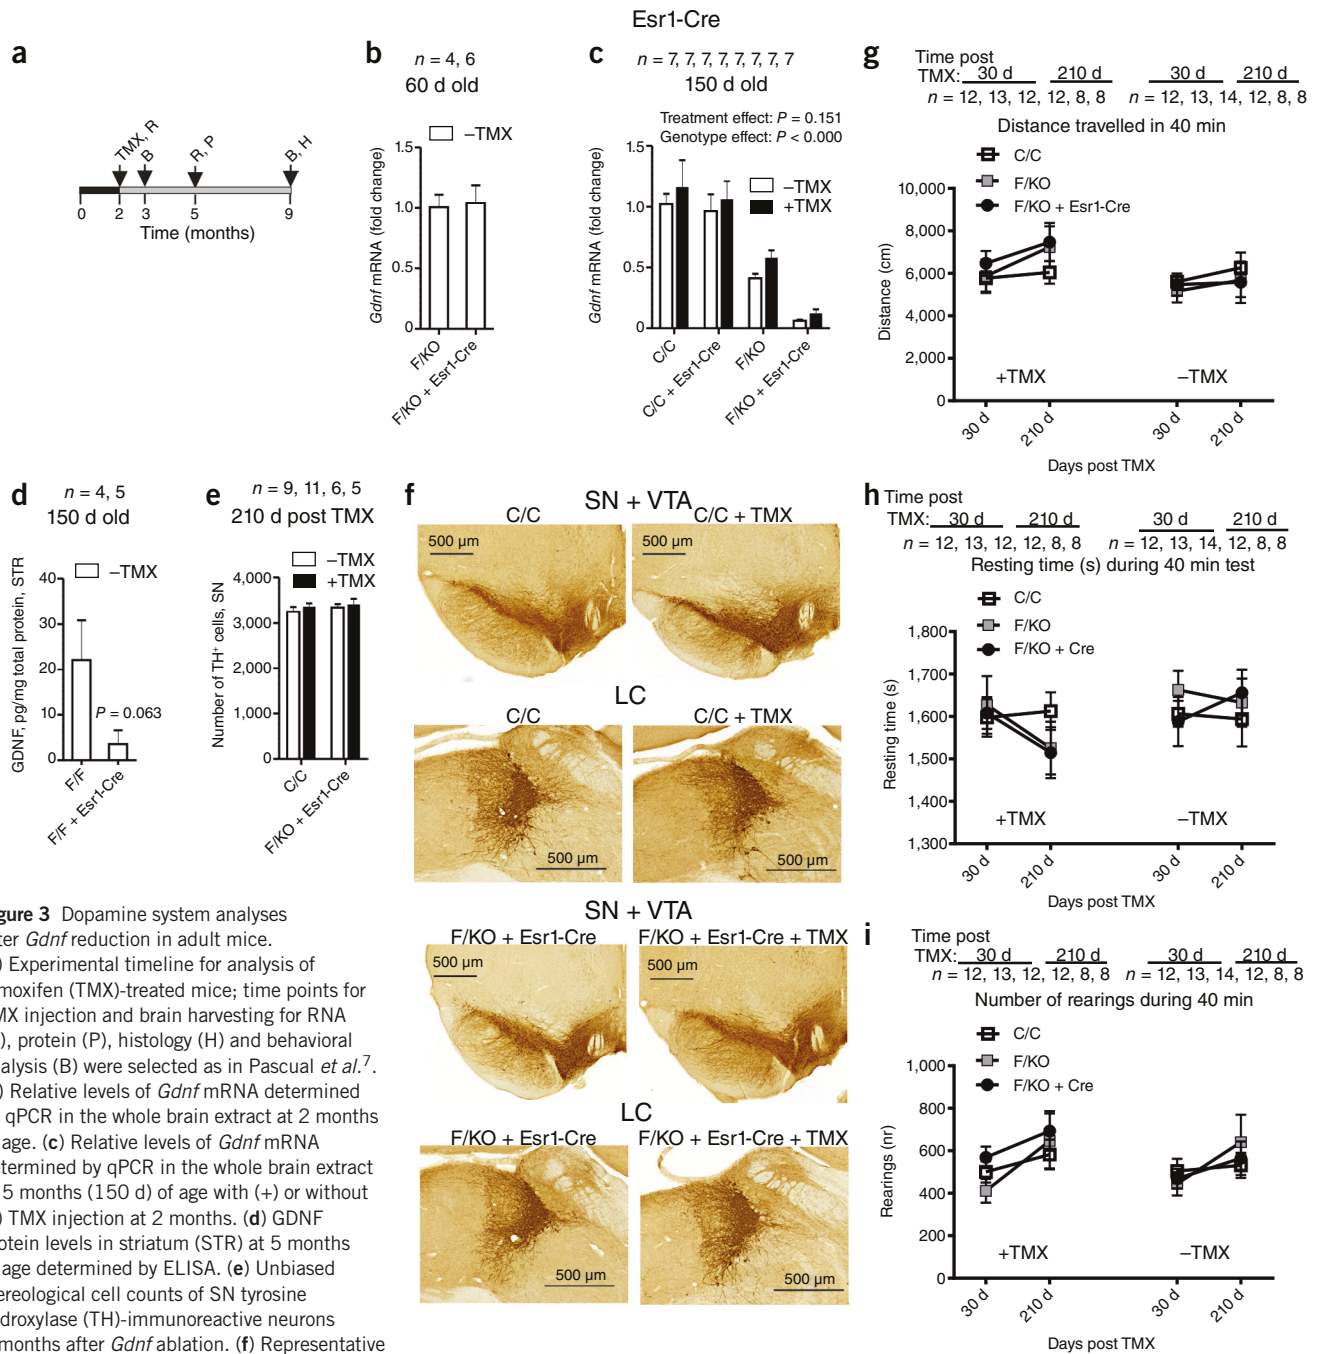 Esr1-Cre
a
TMX, R
B
R, P
B, H
0 2 3 5 9
Time (months)
b
n = 4, 6
60 d old
–TMX
Gdnf mRNA (fold change)
1.5
1.0
0.5
0
F/KO
F/KO + Esr1-Cre
c
n = 7, 7, 7, 7, 7, 7, 7, 7
150 d old
Treatment effect: P = 0.151
Genotype effect: P < 0.000
–TMX
+TMX
Gdnf mRNA (fold change)
1.5
1.0
0.5
0
C/C
C/C + Esr1-Cre
F/KO
F/KO + Esr1-Cre
g
Time post
TMX: 30 d 210 d 30 d 210 d
n = 12, 13, 12, 12, 8, 8 n = 12, 13, 14, 12, 8, 8
Distance travelled in 40 min
C/C
F/KO
F/KO + Esr1-Cre
Distance (cm)
10,000
8,000
6,000
4,000
2,000
0
+TMX –TMX
30 d 210 d 30 d 210 d
Days post TMX
d
n = 4, 5
150 d old
–TMX
GDNF, pg/mg total protein, STR
40
30
20
10
0
P = 0.063
F/F
F/F + Esr1-Cre
e
n = 9, 11, 6, 5
210 d post TMX
–TMX
+TMX
Number of TH+ cells, SN
4,000
3,000
2,000
1,000
0
C/C
F/KO + Esr1-Cre
f
SN + VTA
C/C C/C + TMX
500 µm 500 µm
LC
C/C C/C + TMX
500 µm 500 µm
SN + VTA
F/KO + Esr1-Cre F/KO + Esr1-Cre + TMX
500 µm 500 µm
LC
F/KO + Esr1-Cre F/KO + Esr1-Cre + TMX
500 µm 500 µm
h
Time post
TMX: 30 d 210 d 30 d 210 d
n = 12, 13, 12, 12, 8, 8 n = 12, 13, 14, 12, 8, 8
Resting time (s) during 40 min test
C/C
F/KO
F/KO + Cre
Resting time (s)
1,800
1,700
1,600
1,500
1,400
1,300
+TMX –TMX
30 d 210 d 30 d 210 d
Days post TMX
i
Time post
TMX: 30 d 210 d 30 d 210 d
n = 12, 13, 12, 12, 8, 8 n = 12, 13, 14, 12, 8, 8
Number of rearings during 40 min
C/C
F/KO
F/KO + Cre
Rearings (nr)
1,000
800
600
400
200
0
+TMX –TMX
30 d 210 d 30 d 210 d
Days post TMX
gure 3 Dopamine system analyses
ter Gdnf reduction in adult mice.
) Experimental timeline for analysis of
moxifen (TMX)-treated mice; time points for
MX injection and brain harvesting for RNA
), protein (P), histology (H) and behavioral
alysis (B) were selected as in Pascual et al.7.
) Relative levels of Gdnf mRNA determined
qPCR in the whole brain extract at 2 months
age. (c) Relative levels of Gdnf mRNA
termined by qPCR in the whole brain extract
5 months (150 d) of age with (+) or without
) TMX injection at 2 months. (d) GDNF
otein levels in striatum (STR) at 5 months
age determined by ELISA. (e) Unbiased
ereological cell counts of SN tyrosine
droxylase (TH)-immunoreactive neurons
months after Gdnf ablation. (f) Representative